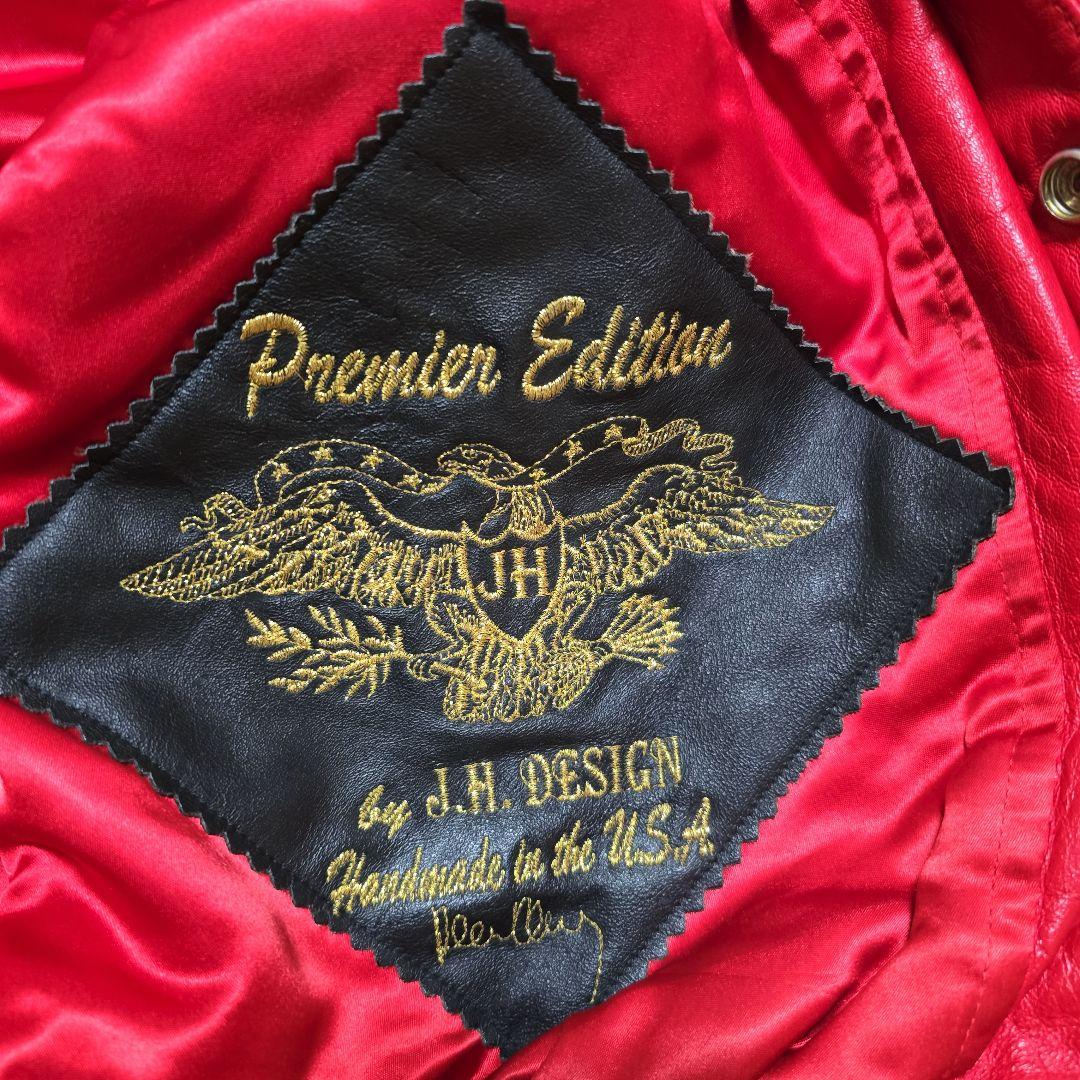 Premier Edition
JH
by J.H. DESIGN
Handmade in the U.S.A